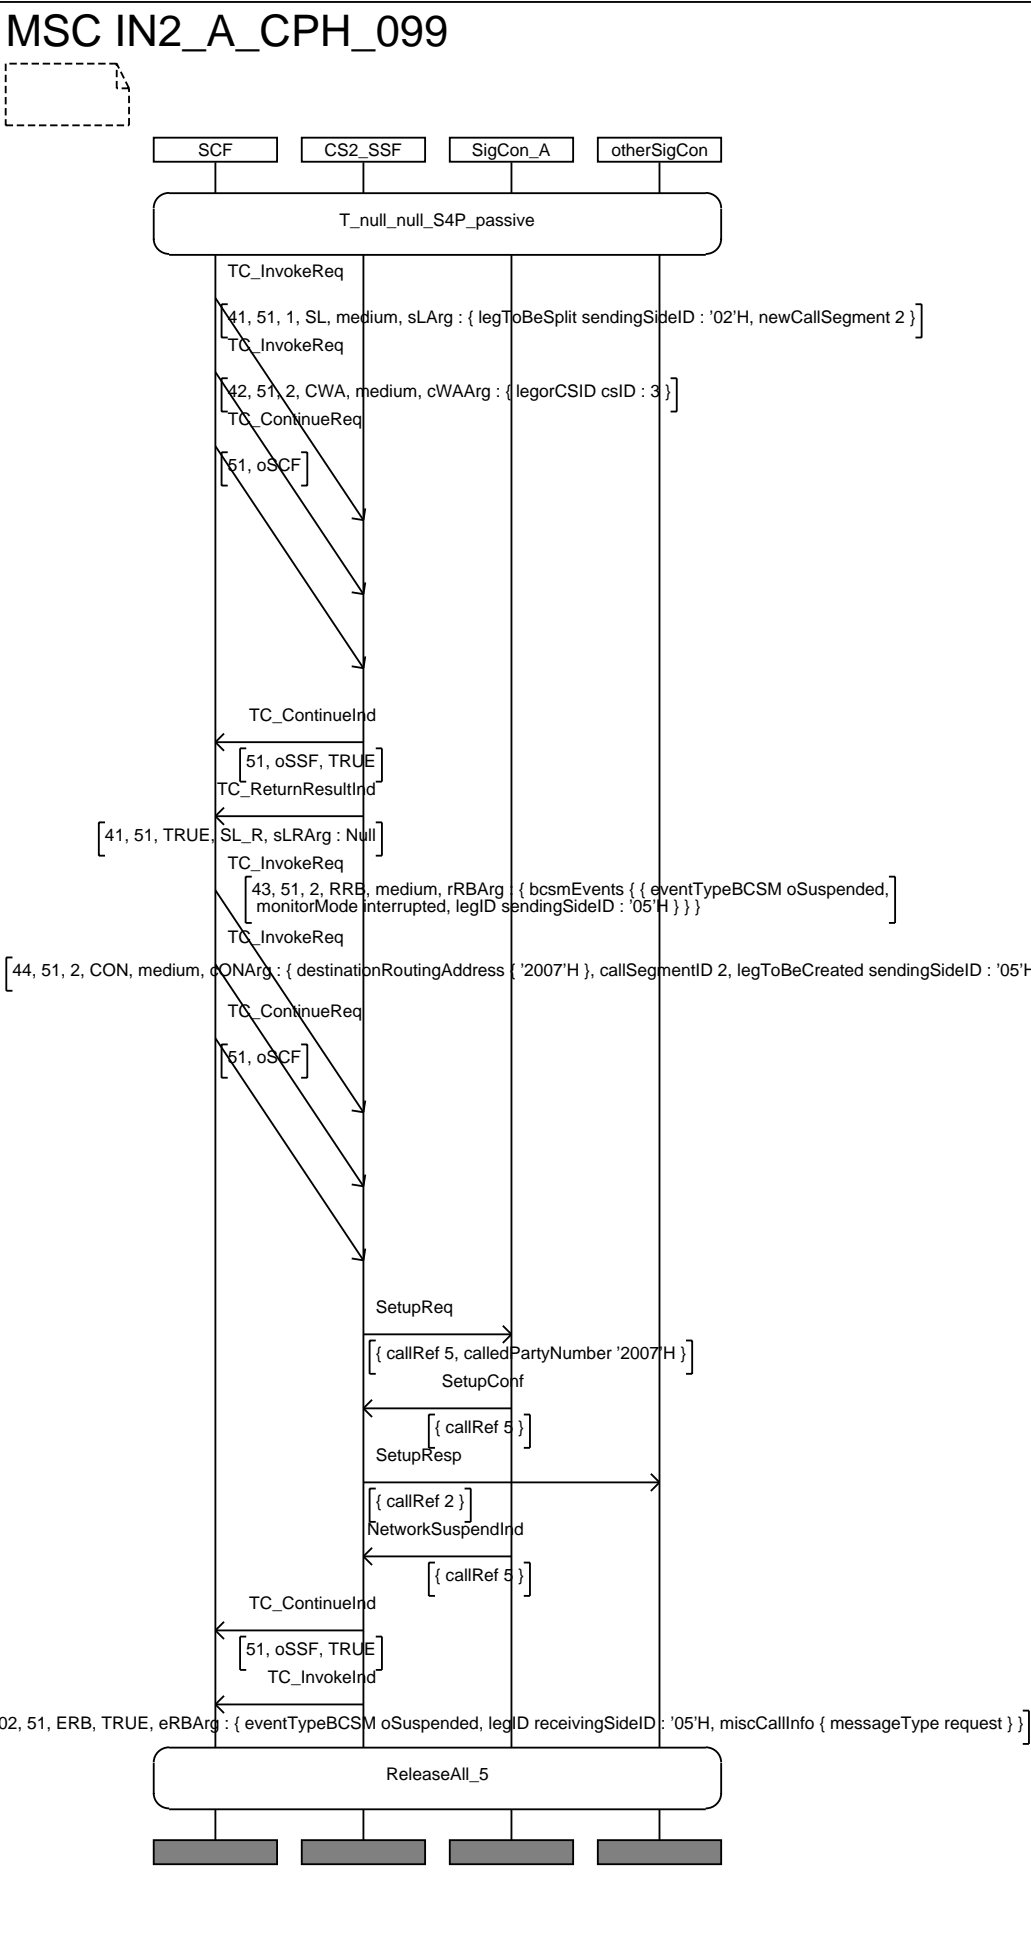 MSC IN2_A_CPH_099
SCF
CS2_SSF
SigCon_A
otherSigCon
T_null_null_S4P_passive
TC_InvokeReq
41, 51, 1, SL, medium, sLArg : { legToBeSplit sendingSideID : '02'H, newCallSegment 2 }
TC_InvokeReq
42, 51, 2, CWA, medium, cWAArg : { legorCSID csID : 3 }
TC_ContinueReq
51, oSCF
TC_ContinueInd
51, oSSF, TRUE
TC_ReturnResultInd
41, 51, TRUE, SL_R, sLRArg : Null
TC_InvokeReq
43, 51, 2, RRB, medium, rRBArg : { bcsmEvents { { eventTypeBCSM oSuspended,
monitorMode interrupted, legID sendingSideID : '05'H } } }
TC_InvokeReq
44, 51, 2, CON, medium, cONArg : { destinationRoutingAddress { '2007'H }, callSegmentID 2, legToBeCreated sendingSideID : '05'H
TC_ContinueReq
51, oSCF
SetupReq
{ callRef 5, calledPartyNumber '2007'H }
SetupConf
{ callRef 5 }
SetupResp
{ callRef 2 }
NetworkSuspendInd
{ callRef 5 }
TC_ContinueInd
51, oSSF, TRUE
TC_InvokeInd
02, 51, ERB, TRUE, eRBArg : { eventTypeBCSM oSuspended, legID receivingSideID : '05'H, miscCallInfo { messageType request } }
ReleaseAll_5